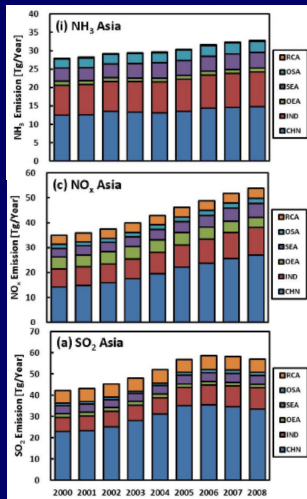 (i) NH3 Asia
NH3 Emission [Tg/Year]
40
35
30
25
20
15
10
5
0
RCA
OSA
SEA
OEA
IND
CHN
(c) NOx Asia
NOx Emission [Tg/Year]
60
50
40
30
20
10
0
RCA
OSA
SEA
OEA
IND
CHN
(a) SO2 Asia
SO2 Emission [Tg/Year]
70
60
50
40
30
20
10
0
RCA
OSA
SEA
OEA
IND
CHN
2000 2001 2002 2003 2004 2005 2006 2007 2008